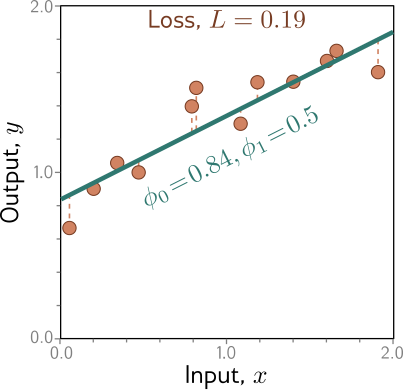 2.0
Loss, L = 0.19
Output, y
1.0
ϕ₀=0.84, ϕ₁=0.5
0.0
0.0 1.0 2.0
Input, x